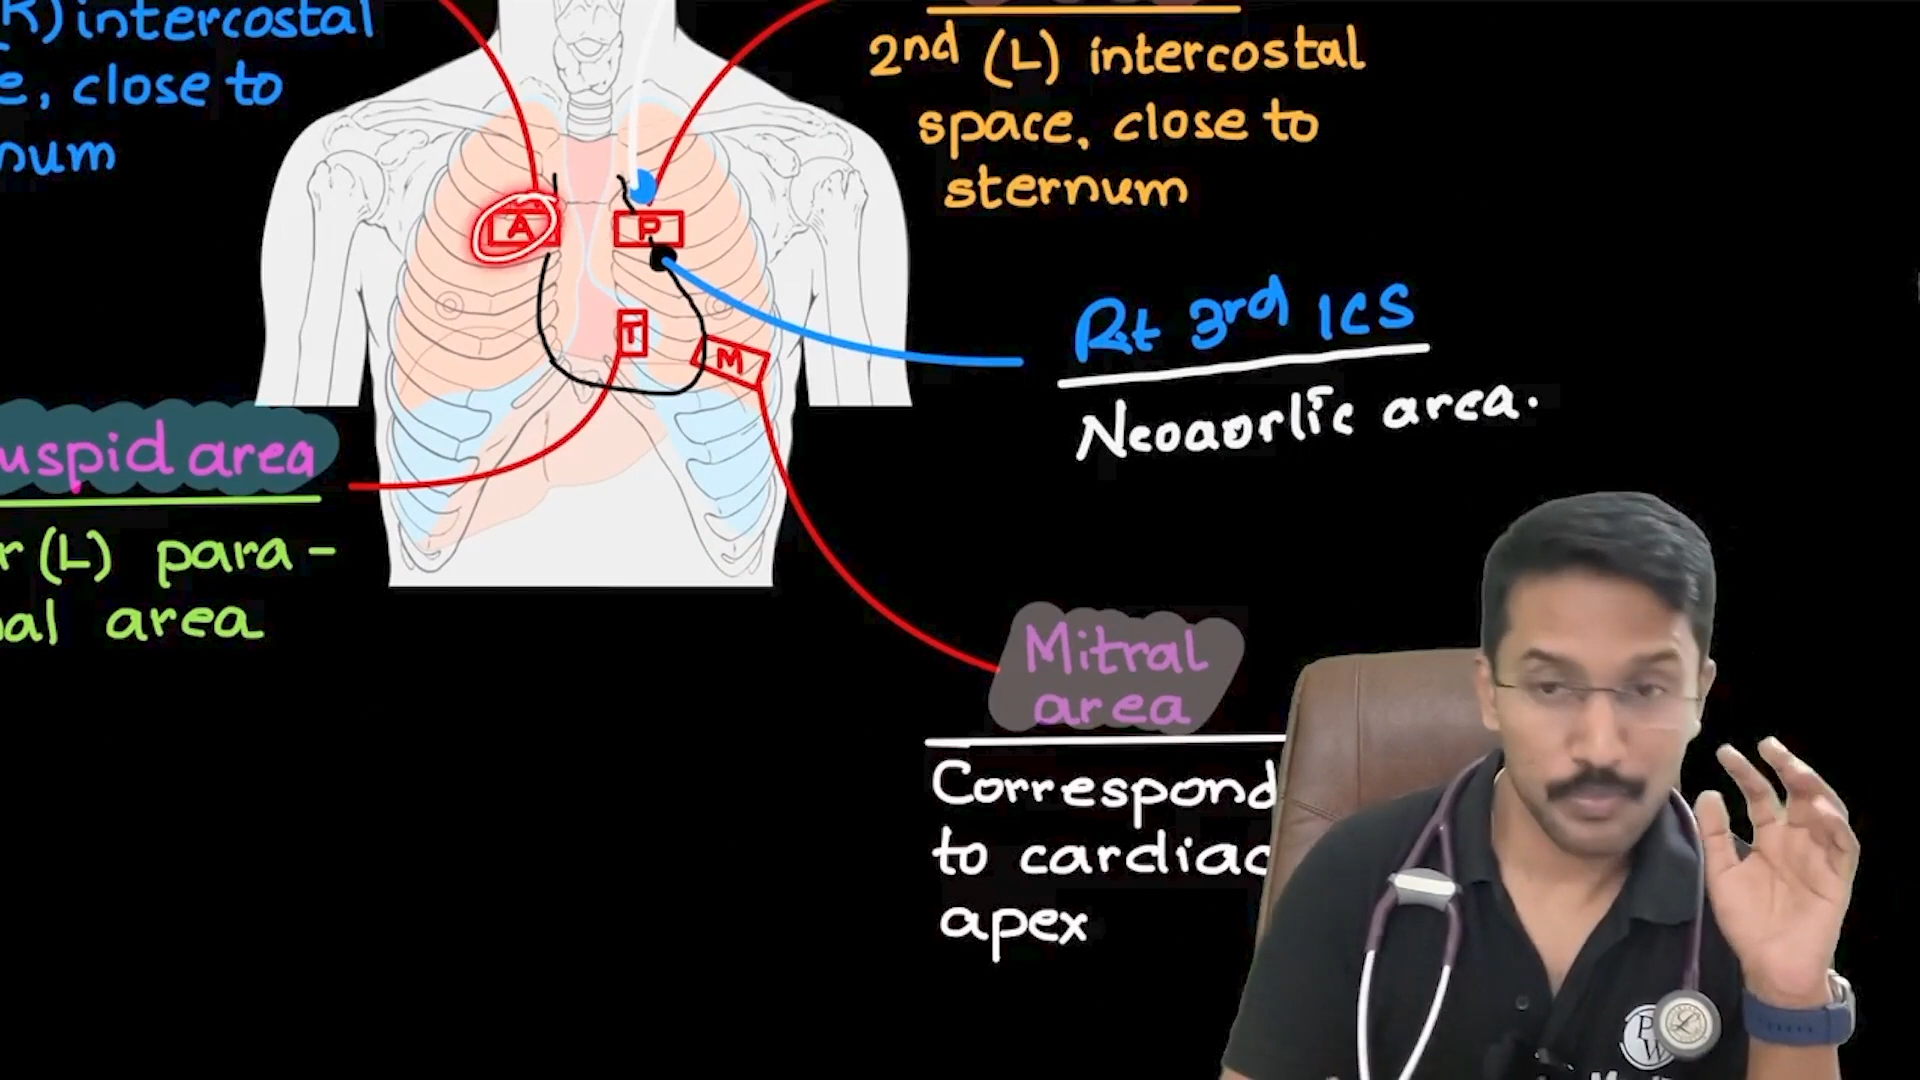 R) intercostal
e, close to
num
2nd (L) intercostal
space, close to
sternum
A
P
T
M
Rt 3rd ICS
Neoaorlic area.
uspid area
r (L) para-
al area
Mitral
area
Correspond
to cardiac
apex
P
W